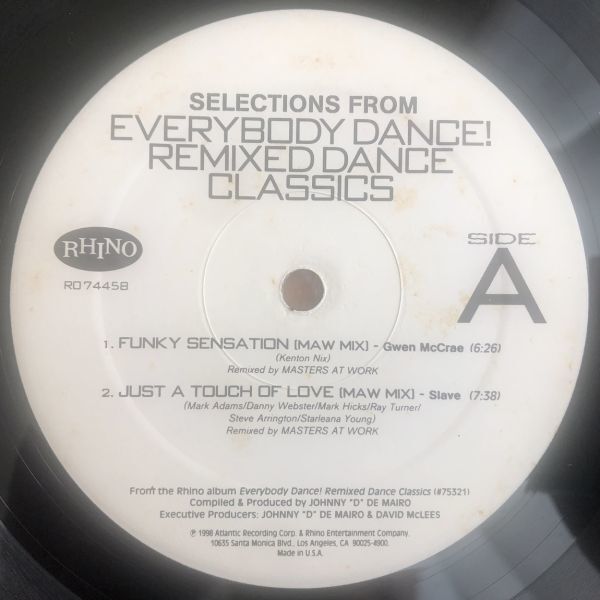 SELECTIONS FROM
EVERYBODY DANCE!
REMIXED DANCE
CLASSICS
RHINO
RO 74458
SIDE
A
1. FUNKY SENSATION [MAW MIX] - Gwen McCrae (6:26)
(Kenton Nix)
Remixed by MASTERS AT WORK
2. JUST A TOUCH OF LOVE [MAW MIX] - Slave (7:38)
(Mark Adams/Danny Webster/Mark Hicks/Ray Turner/
Steve Arrington/Starleana Young)
Remixed by MASTERS AT WORK
From the Rhino album Everybody Dance! Remixed Dance Classics (#75321)
Compiled & Produced by JOHNNY "D" DE MAIRO
Executive Producers: JOHNNY "D" DE MAIRO & DAVID McLEES
℗ 1998 Atlantic Recording Corp. & Rhino Entertainment Company,
10635 Santa Monica Blvd., Los Angeles, CA 90025-4900.
Made in U.S.A.